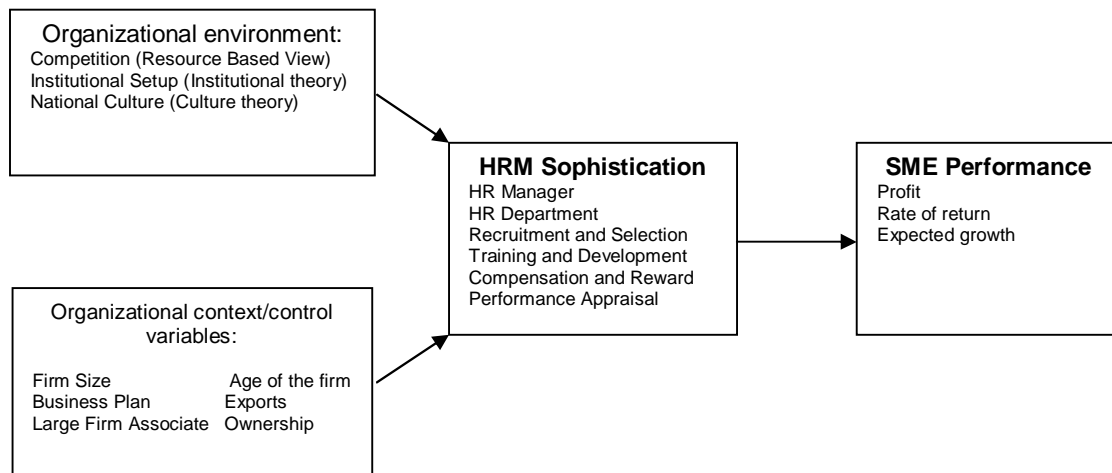 Organizational environment:
Competition (Resource Based View)
Institutional Setup (Institutional theory)
National Culture (Culture theory)
HRM Sophistication
HR Manager
HR Department
Recruitment and Selection
Training and Development
Compensation and Reward
Performance Appraisal
SME Performance
Profit
Rate of return
Expected growth
Organizational context/control
variables:
Firm Size Age of the firm
Business Plan Exports
Large Firm Associate Ownership